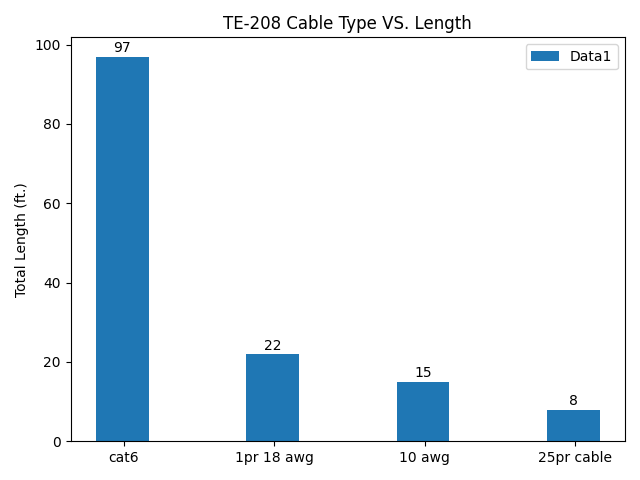 TE-208 Cable Type VS. Length
Data1
Total Length (ft.)
100
80
60
40
20
0
97
22
15
8
cat6
1pr 18 awg
10 awg
25pr cable